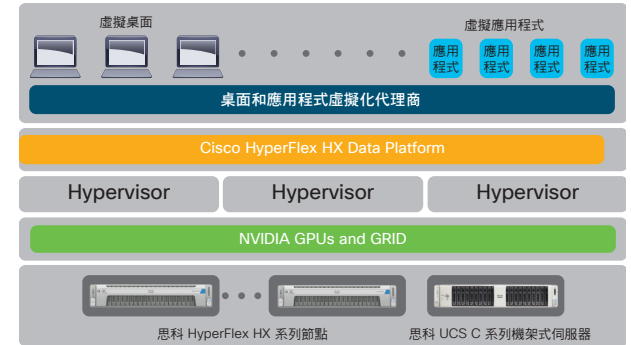 虛擬桌面
虛擬應用程式
應用
程式
應用
程式
應用
程式
應用
程式
桌面和應用程式虛擬化代理商
Cisco HyperFlex HX Data Platform
Hypervisor
Hypervisor
Hypervisor
NVIDIA GPUs and GRID
思科 HyperFlex HX 系列節點
思科 UCS C 系列機架式伺服器